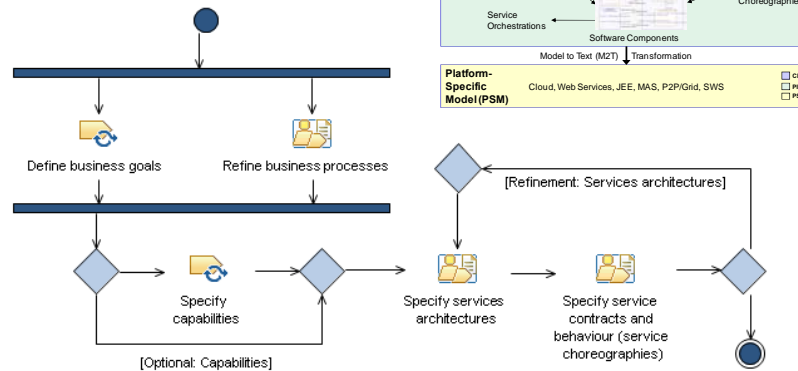 Service
Orchestrations
Software Components
Model to Text (M2T) Transformation
Platform-
Specific
Model (PSM)
Cloud, Web Services, JEE, MAS, P2P/Grid, SWS
Define business goals
Refine business processes
[Refinement: Services architectures]
Specify
capabilities
Specify services
architectures
Specify service
contracts and
behaviour (service
choreographies)
[Optional: Capabilities]